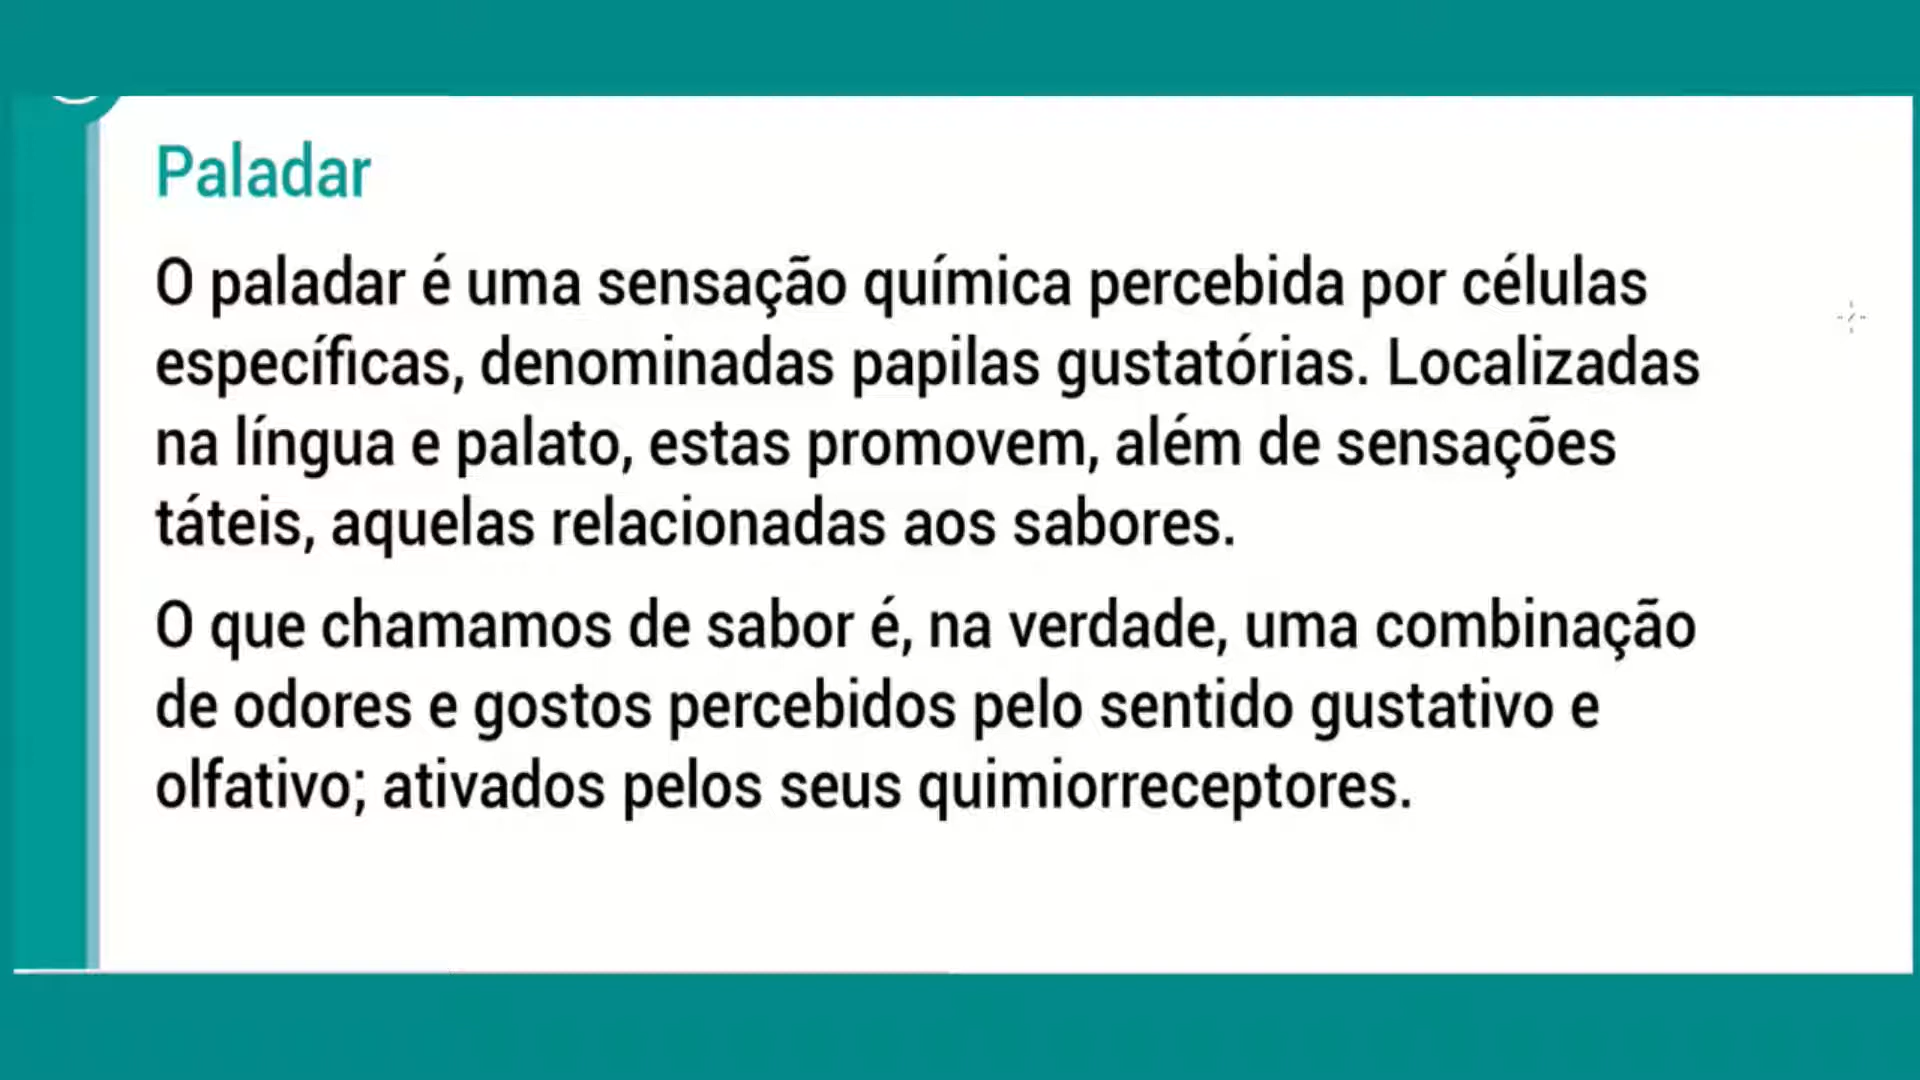 Paladar
O paladar é uma sensação química percebida por células
específicas, denominadas papilas gustatórias. Localizadas
na língua e palato, estas promovem, além de sensações
táteis, aquelas relacionadas aos sabores.
O que chamamos de sabor é, na verdade, uma combinação
de odores e gostos percebidos pelo sentido gustativo e
olfativo; ativados pelos seus quimiorreceptores.